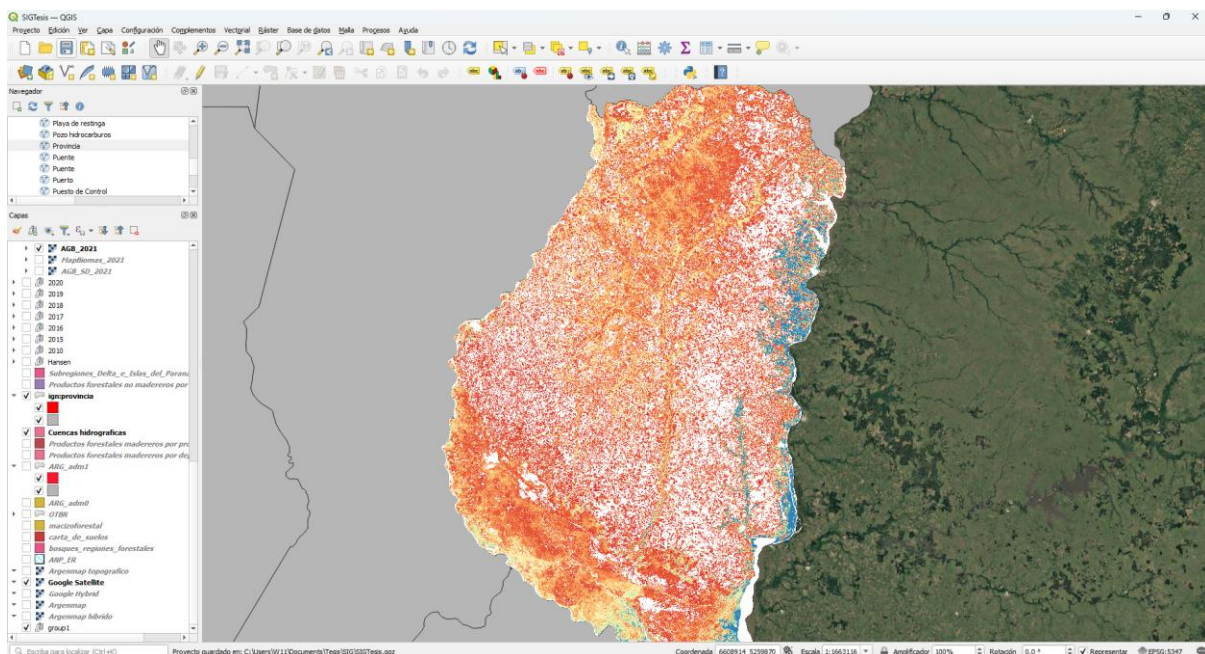 SIGTesis — QGIS
Proyecto Edición Ver Capa Configuración Complementos Vectorial Ráster Base de datos Malla Procesos Ayuda
Navegador
Playa de restinga
Pozo hidrocarburos
Provincia
Puente
Puente
Puerto
Puesto de Control
Capas
AGB_2021
MapBiomas_2021
AGB_SD_2021
2020
2019
2018
2017
2016
2015
2010
Hansen
Subregiones_Delta_e_Islas_del_Parana
Productos forestales no madereros por
ign:provincia
Cuencas hidrograficas
Productos forestales madereros por pro
Productos forestales madereros por dep
ARG_adm1
ARG_adm0
OTBN
macizoforestal
carta_de_suelos
bosques_regiones_forestales
ANP_ER
Argenmap topografico
Google Satellite
Google Hybrid
Argenmap
Argenmap hibrido
group1
Escriba para localizar (Ctrl+K) Proyecto guardado en: C:\Users\W11\Documents\Tesis\SIG\SIGTesis.qgz Coordenada 6608914 5259870 Escala 1:1663116 Amplificador 100% Rotación 0,0 ° Representar EPSG:5347